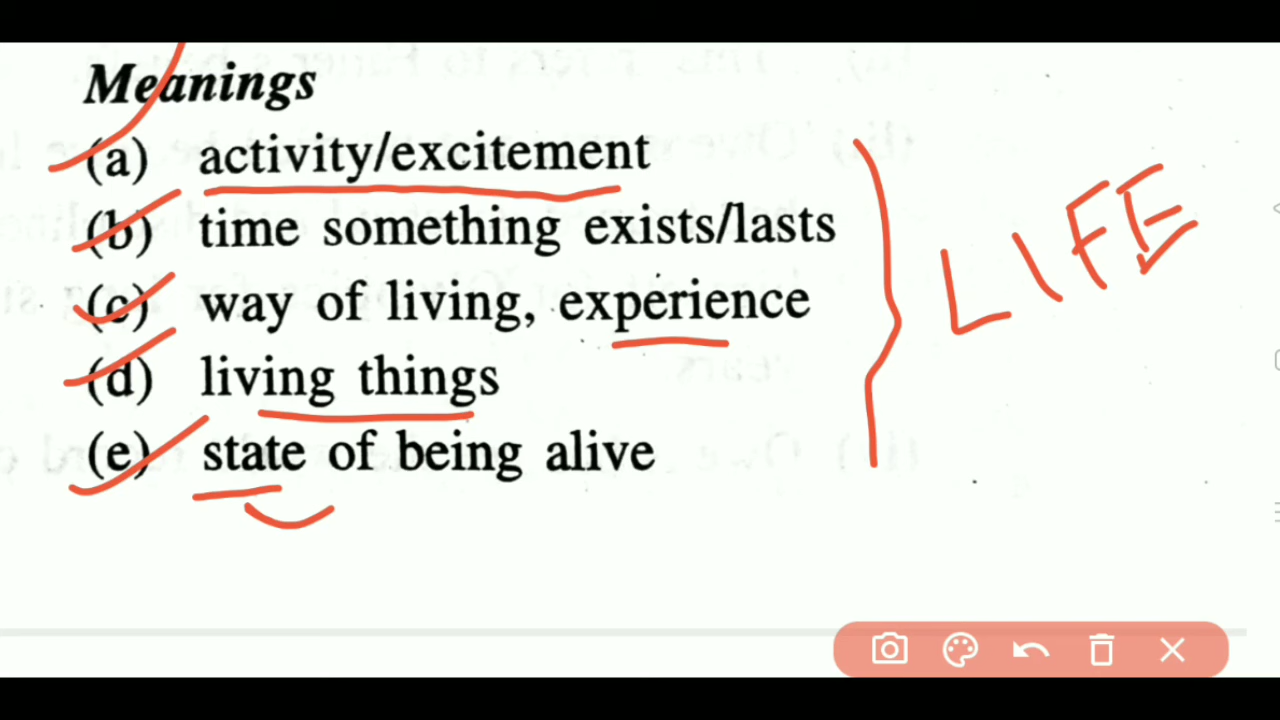 Meanings
(a) activity/excitement
(b) time something exists/lasts
(c) way of living, experience
(d) living things
(e) state of being alive
LIFE